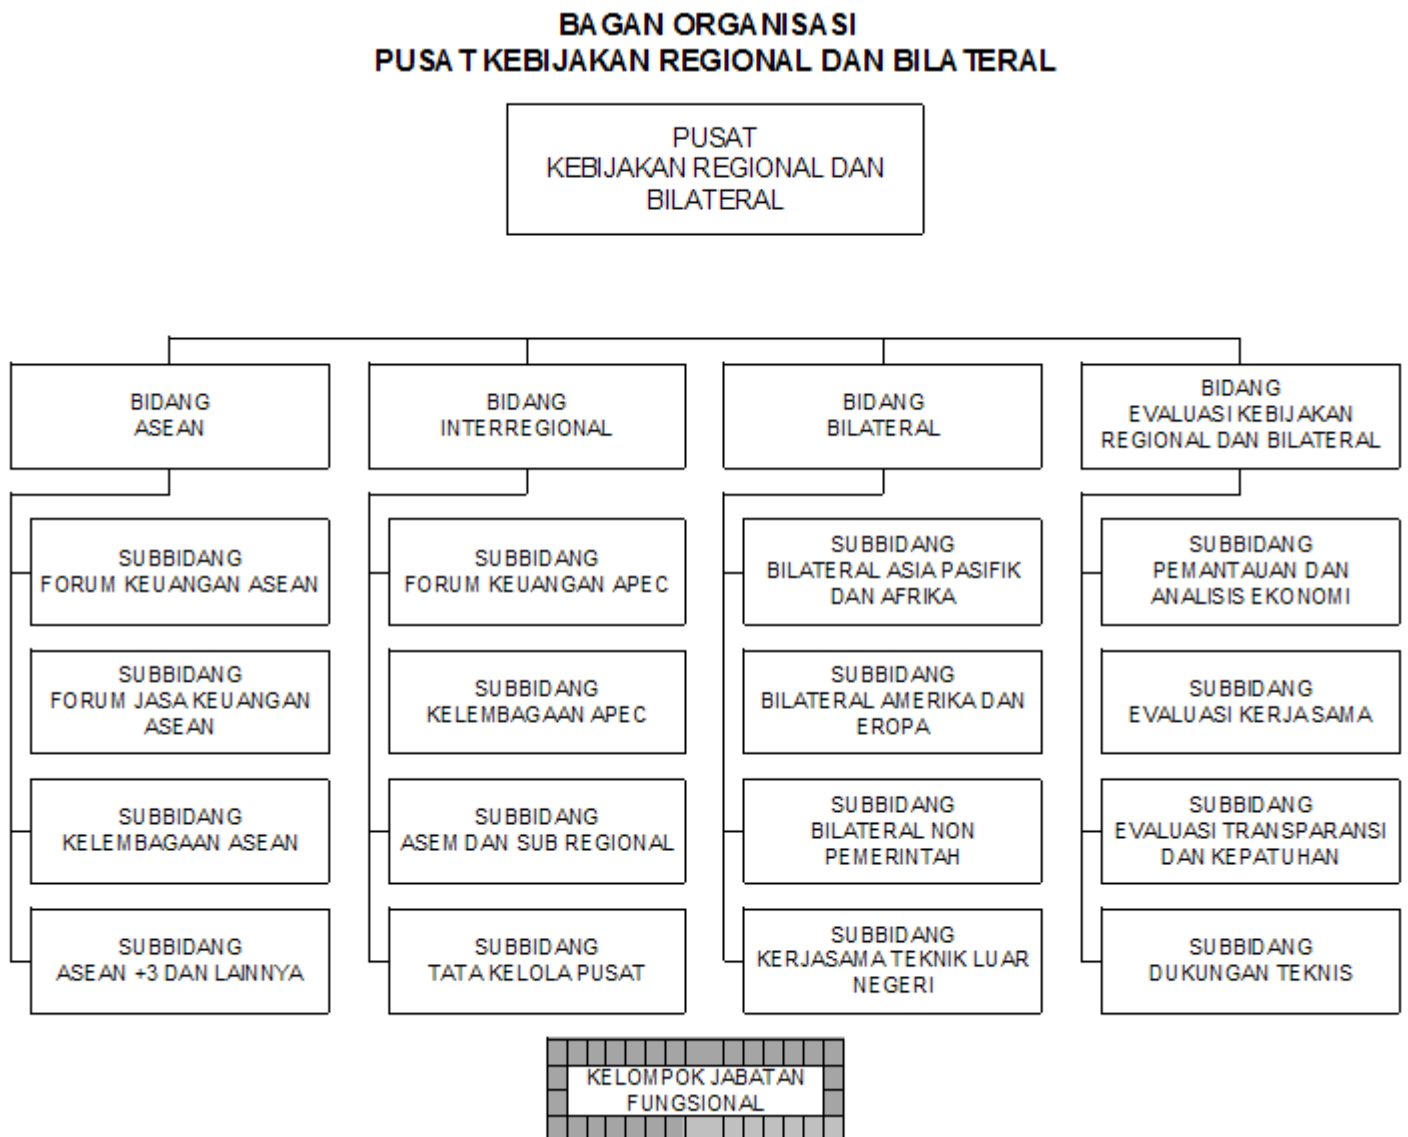 BAGAN ORGANISASI
PUSAT KEBIJAKAN REGIONAL DAN BILATERAL
PUSAT
KEBIJAKAN REGIONAL DAN
BILATERAL
BIDANG
ASEAN
BIDANG
INTERREGIONAL
BIDANG
BILATERAL
BIDANG
EVALUASI KEBIJAKAN
REGIONAL DAN BILATERAL
SUBBIDANG
FORUM KEUANGAN ASEAN
SUBBIDANG
FORUM KEUANGAN APEC
SUBBIDANG
BILATERAL ASIA PASIFIK
DAN AFRIKA
SUBBIDANG
PEMANTAUAN DAN
ANALISIS EKONOMI
SUBBIDANG
FORUM JASA KEUANGAN
ASEAN
SUBBIDANG
KELEMBAGAAN APEC
SUBBIDANG
BILATERAL AMERIKA DAN
EROPA
SUBBIDANG
EVALUASI KERJASAMA
SUBBIDANG
KELEMBAGAAN ASEAN
SUBBIDANG
ASEM DAN SUB REGIONAL
SUBBIDANG
BILATERAL NON
PEMERINTAH
SUBBIDANG
EVALUASI TRANSPARANSI
DAN KEPATUHAN
SUBBIDANG
ASEAN +3 DAN LAINNYA
SUBBIDANG
TATA KELOLA PUSAT
SUBBIDANG
KERJASAMA TEKNIK LUAR
NEGERI
SUBBIDANG
DUKUNGAN TEKNIS
KELOMPOK JABATAN
FUNGSIONAL